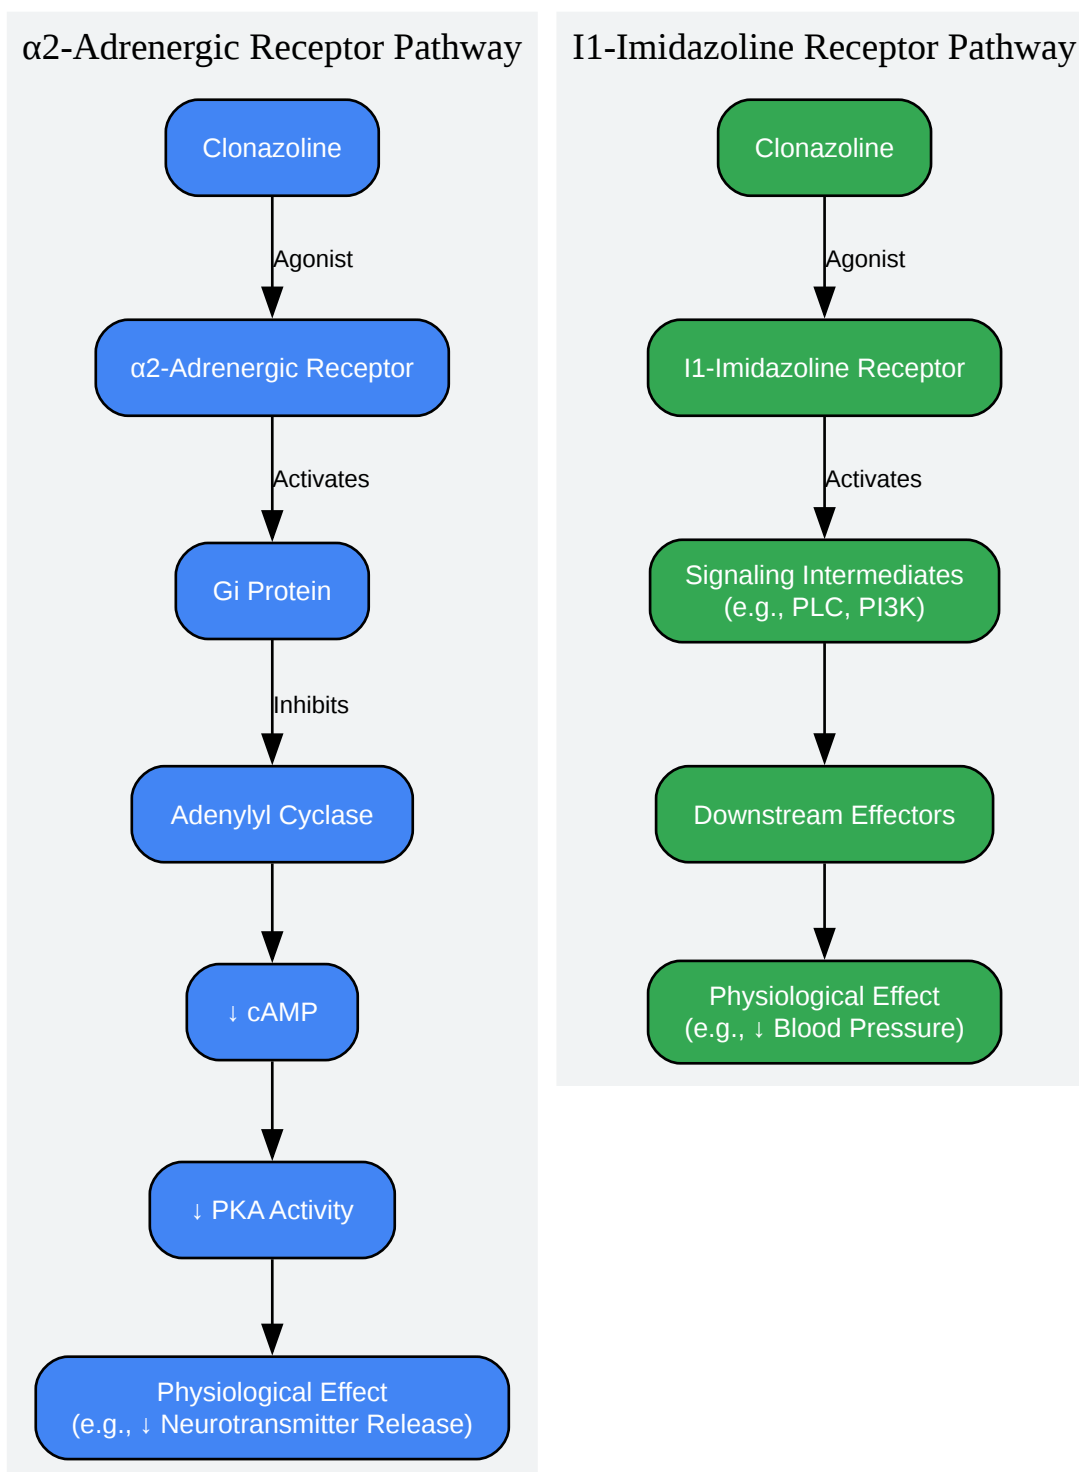 α2-Adrenergic Receptor Pathway
Clonazoline
Agonist
α2-Adrenergic Receptor
Activates
Gi Protein
Inhibits
Adenylyl Cyclase
↓ cAMP
↓ PKA Activity
Physiological Effect
(e.g., ↓ Neurotransmitter Release)
I1-Imidazoline Receptor Pathway
Clonazoline
Agonist
I1-Imidazoline Receptor
Activates
Signaling Intermediates
(e.g., PLC, PI3K)
Downstream Effectors
Physiological Effect
(e.g., ↓ Blood Pressure)